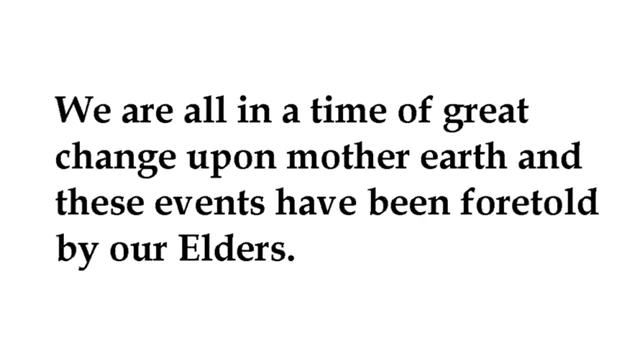 We are all in a time of great
change upon mother earth and
these events have been foretold
by our Elders.